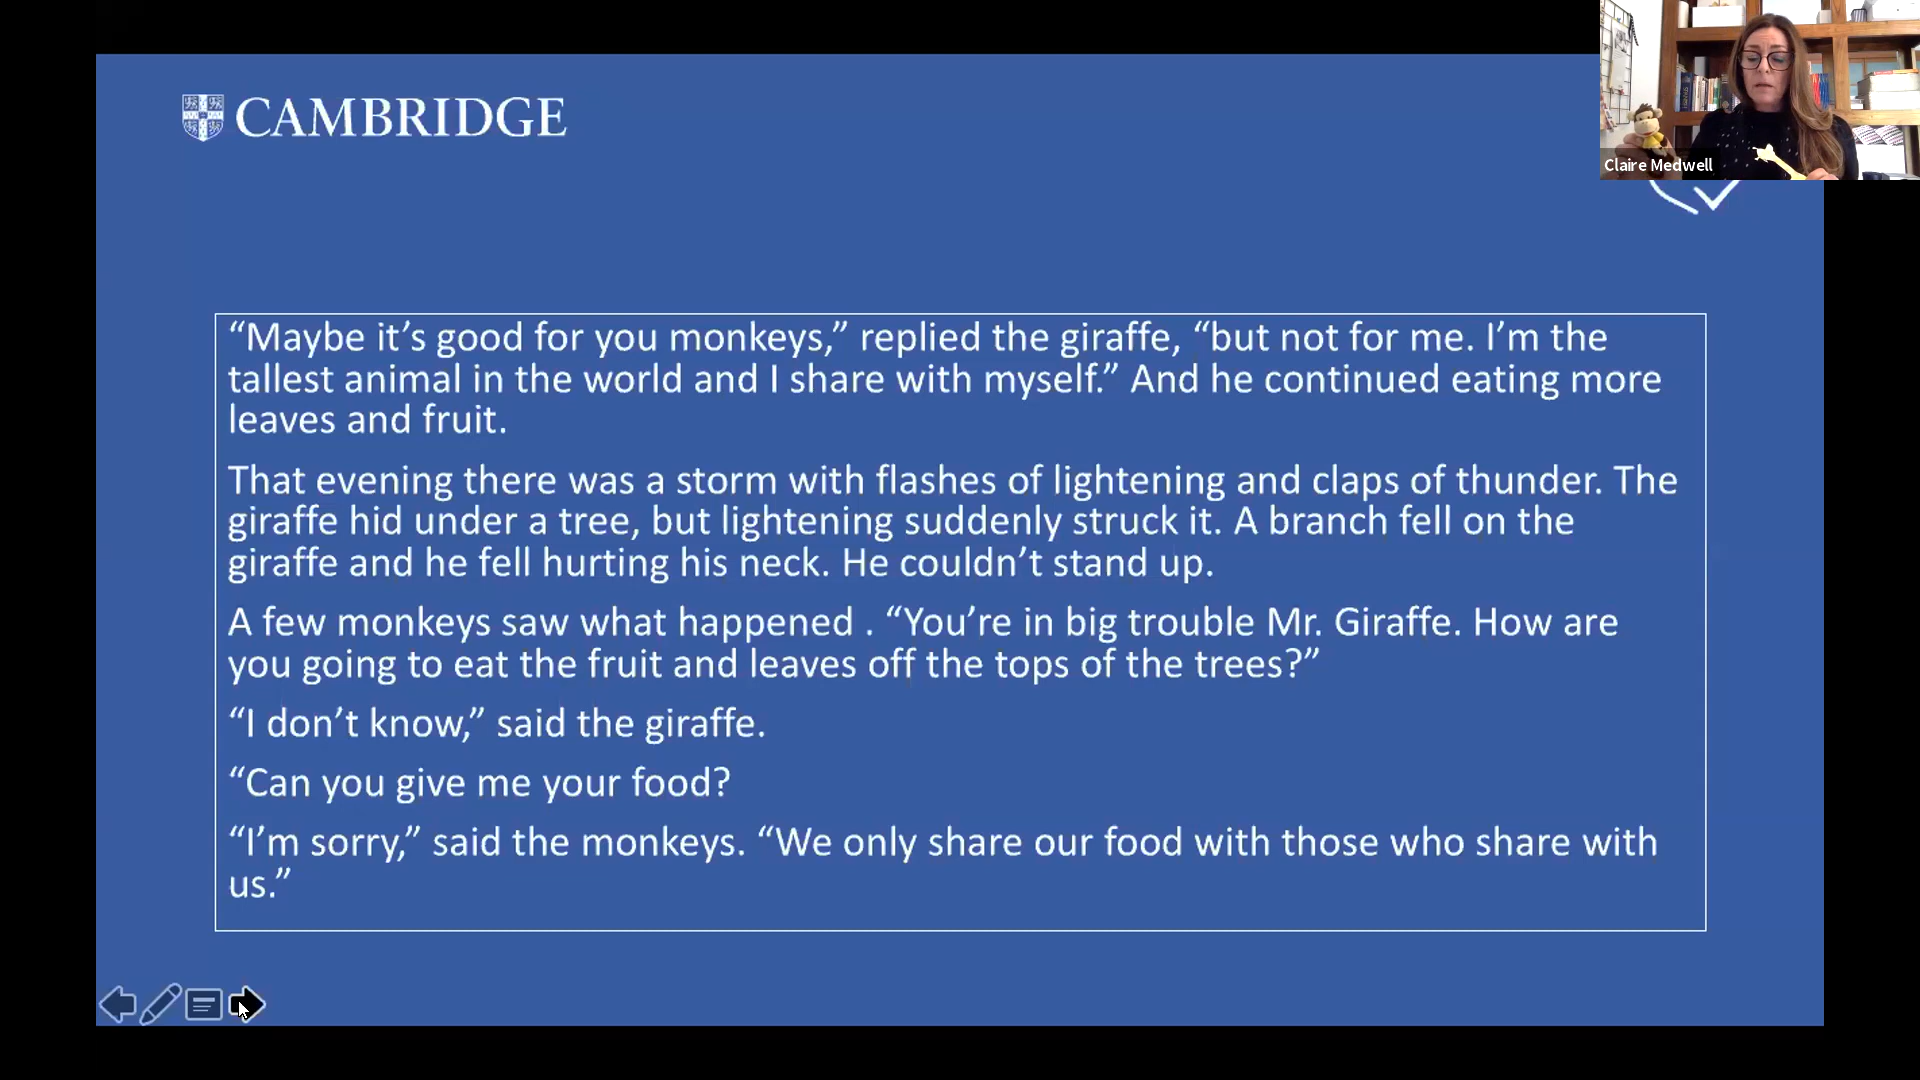 CAMBRIDGE
Claire Medwell
“Maybe it’s good for you monkeys,” replied the giraffe, “but not for me. I’m the
tallest animal in the world and I share with myself.” And he continued eating more
leaves and fruit.
That evening there was a storm with flashes of lightening and claps of thunder. The
giraffe hid under a tree, but lightening suddenly struck it. A branch fell on the
giraffe and he fell hurting his neck. He couldn’t stand up.
A few monkeys saw what happened . “You’re in big trouble Mr. Giraffe. How are
you going to eat the fruit and leaves off the tops of the trees?”
“I don’t know,” said the giraffe.
“Can you give me your food?
“I’m sorry,” said the monkeys. “We only share our food with those who share with
us.”